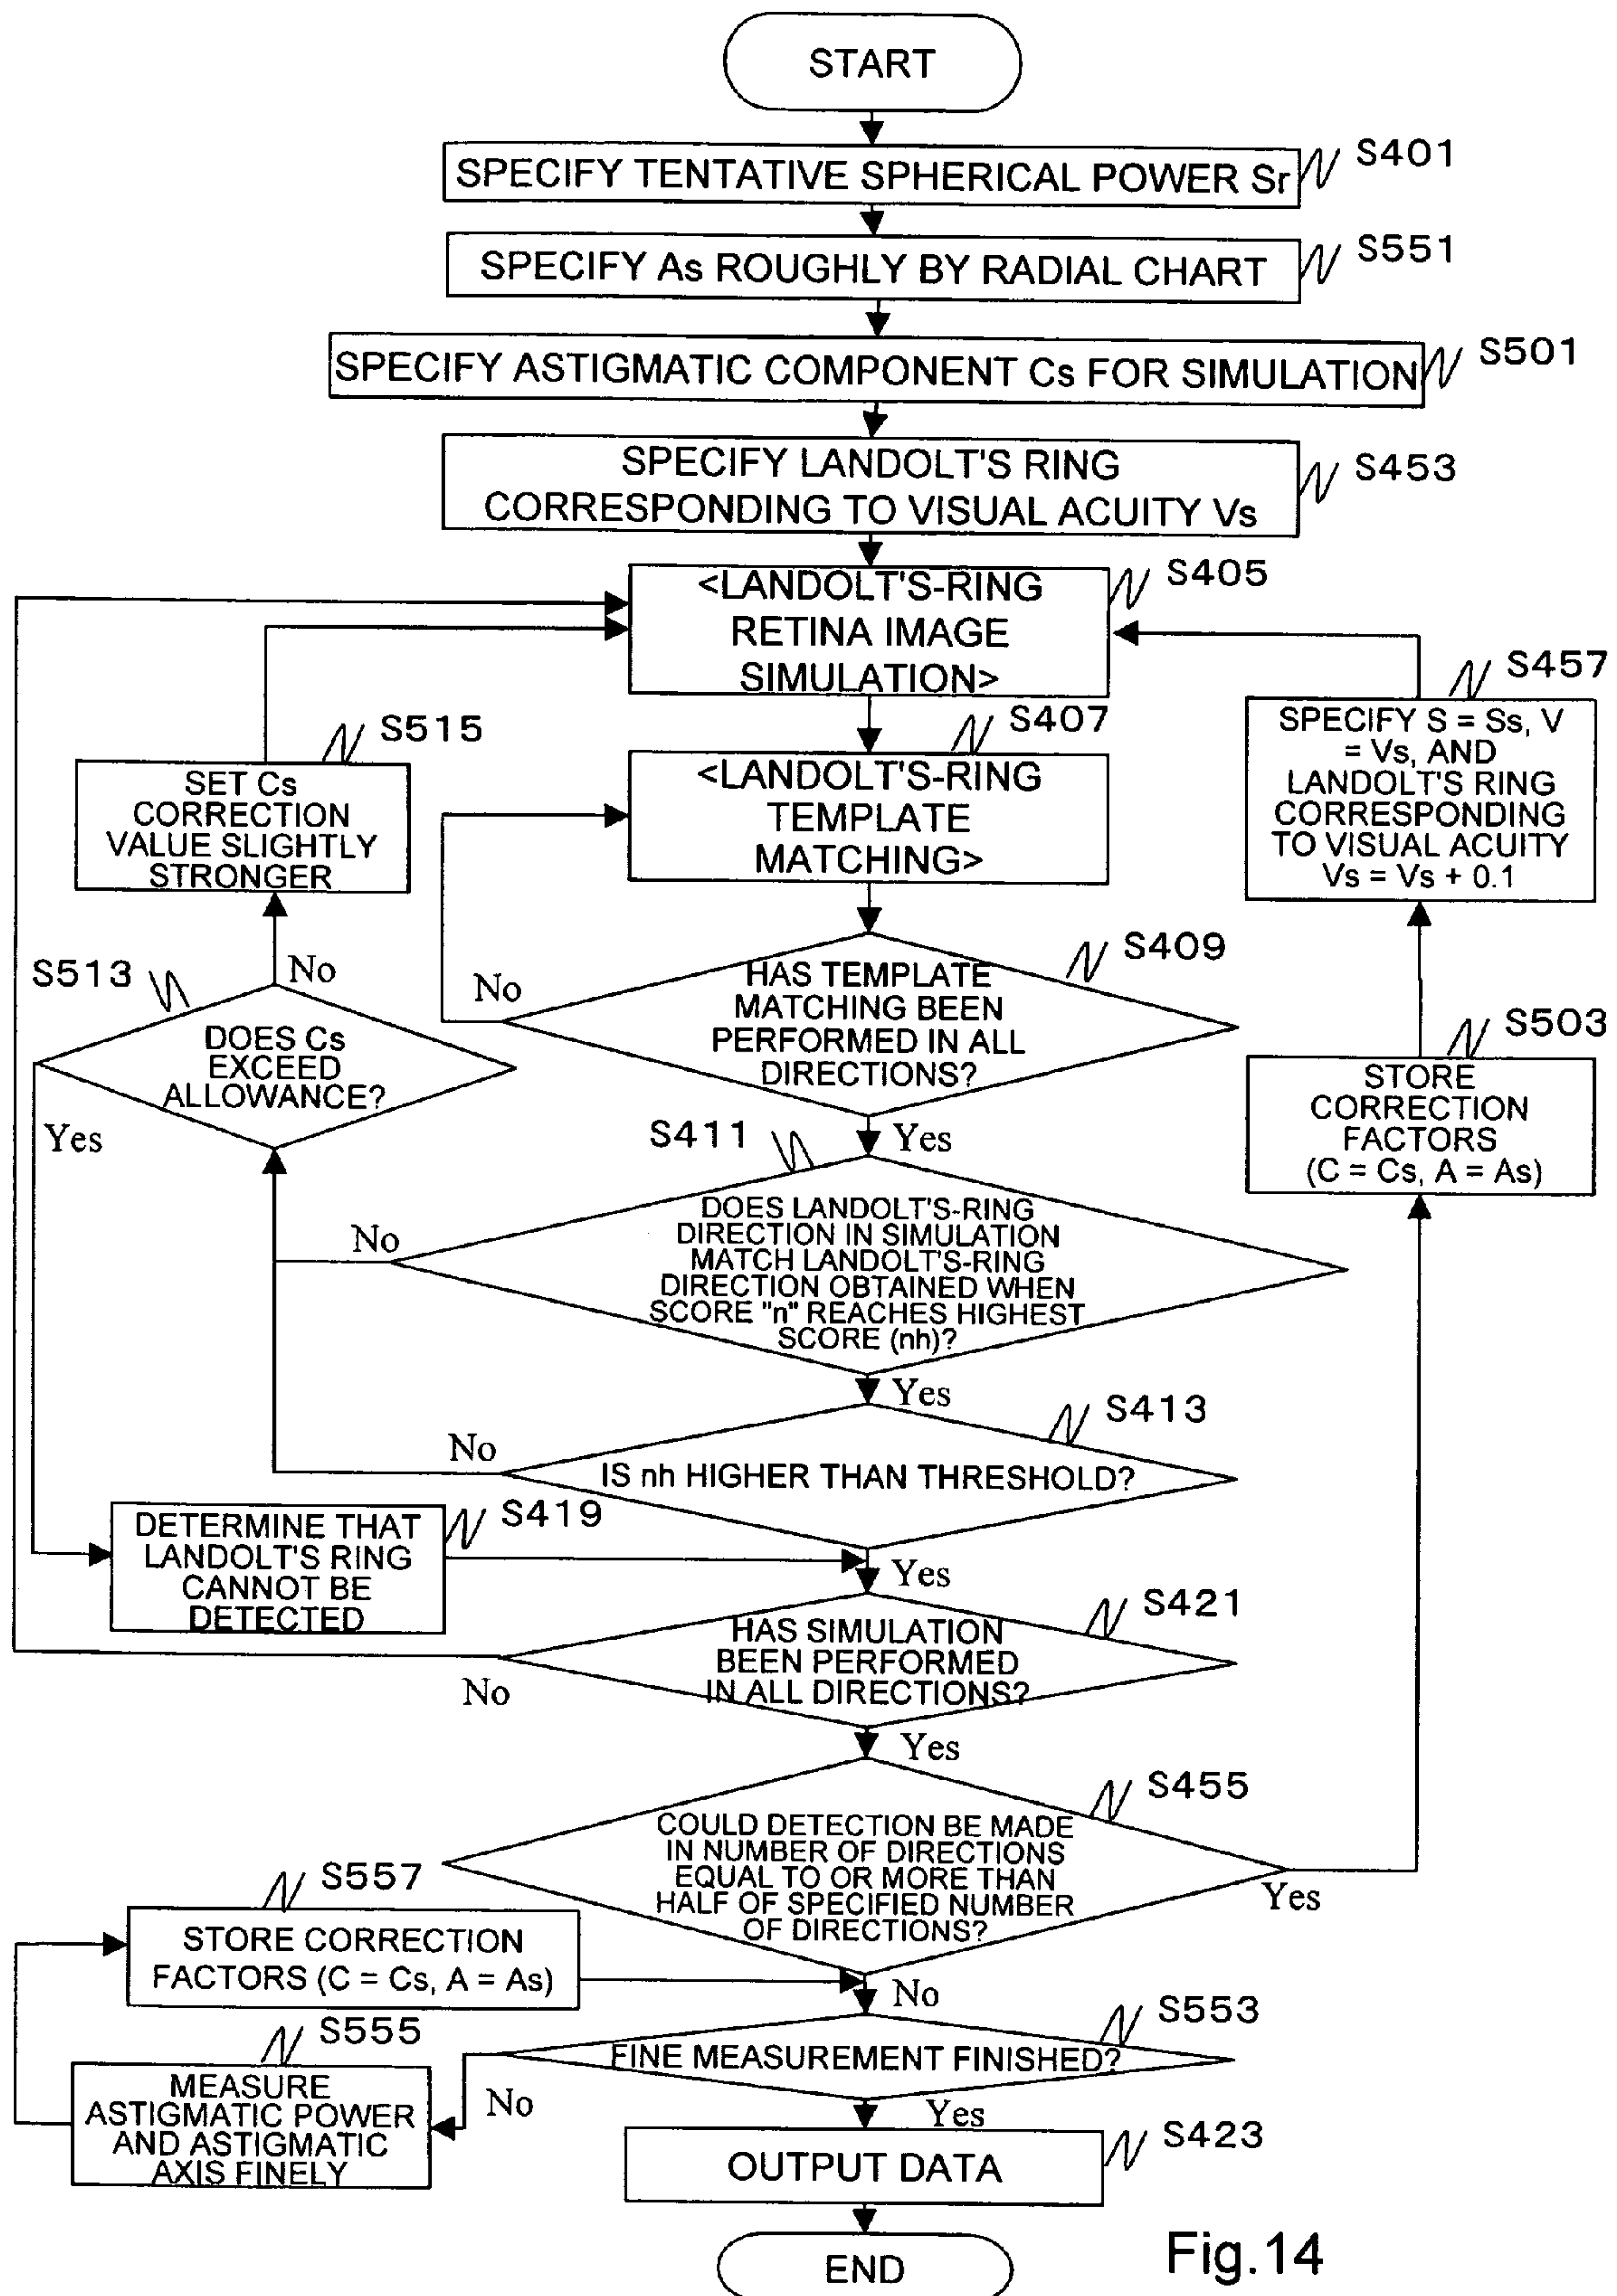 START
SPECIFY TENTATIVE SPHERICAL POWER Sr
S401
SPECIFY As ROUGHLY BY RADIAL CHART
S551
SPECIFY ASTIGMATIC COMPONENT Cs FOR SIMULATION
S501
SPECIFY LANDOLT'S RING
CORRESPONDING TO VISUAL ACUITY Vs
S453
<LANDOLT'S-RING
RETINA IMAGE
SIMULATION>
S405
S457
SPECIFY S = Ss, V
= Vs, AND
LANDOLT'S RING
CORRESPONDING
TO VISUAL ACUITY
Vs = Vs + 0.1
S515
SET Cs
CORRECTION
VALUE SLIGHTLY
STRONGER
S407
<LANDOLT'S-RING
TEMPLATE
MATCHING>
S409
HAS TEMPLATE
MATCHING BEEN
PERFORMED IN ALL
DIRECTIONS?
No
Yes
S513
No
DOES Cs
EXCEED
ALLOWANCE?
Yes
S503
STORE
CORRECTION
FACTORS
(C = Cs, A = As)
S411
DOES LANDOLT'S-RING
DIRECTION IN SIMULATION
MATCH LANDOLT'S-RING
DIRECTION OBTAINED WHEN
SCORE "n" REACHES HIGHEST
SCORE (nh)?
No
Yes
S413
No
IS nh HIGHER THAN THRESHOLD?
Yes
S419
DETERMINE THAT
LANDOLT'S RING
CANNOT BE
DETECTED
S421
HAS SIMULATION
BEEN PERFORMED
IN ALL DIRECTIONS?
No
Yes
S455
COULD DETECTION BE MADE
IN NUMBER OF DIRECTIONS
EQUAL TO OR MORE THAN
HALF OF SPECIFIED NUMBER
OF DIRECTIONS?
Yes
No
S557
STORE CORRECTION
FACTORS (C = Cs, A = As)
S553
FINE MEASUREMENT FINISHED?
No
Yes
S555
MEASURE
ASTIGMATIC POWER
AND ASTIGMATIC
AXIS FINELY
S423
OUTPUT DATA
END
Fig.14